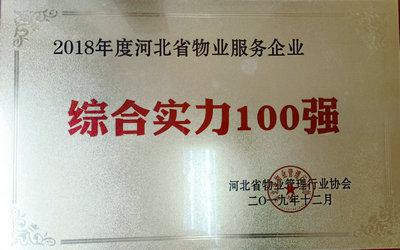 2018年度河北省物业服务企业
综合实力100强
河北省物业管理行业协会
二〇一九年十二月